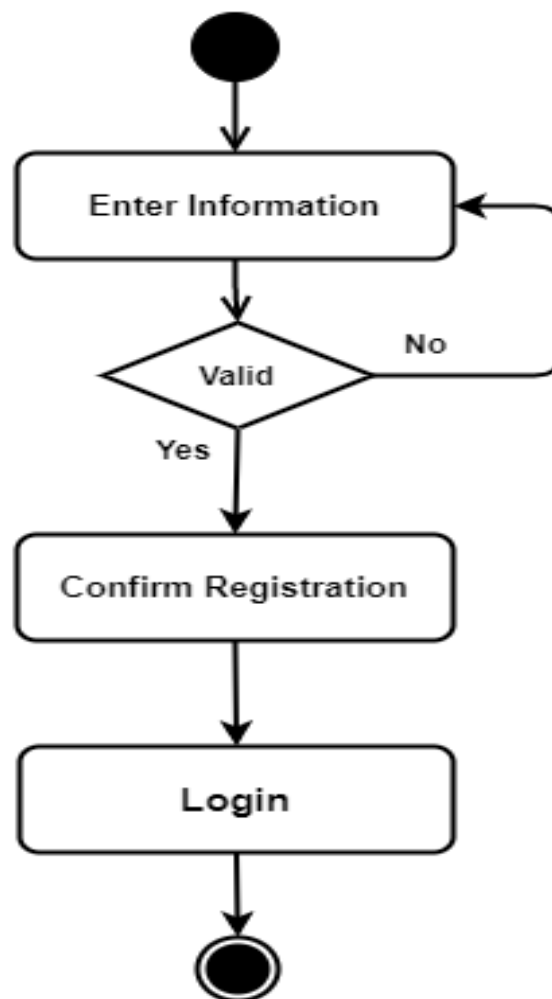 Enter Information
No
Valid
Yes
Confirm Registration
Login